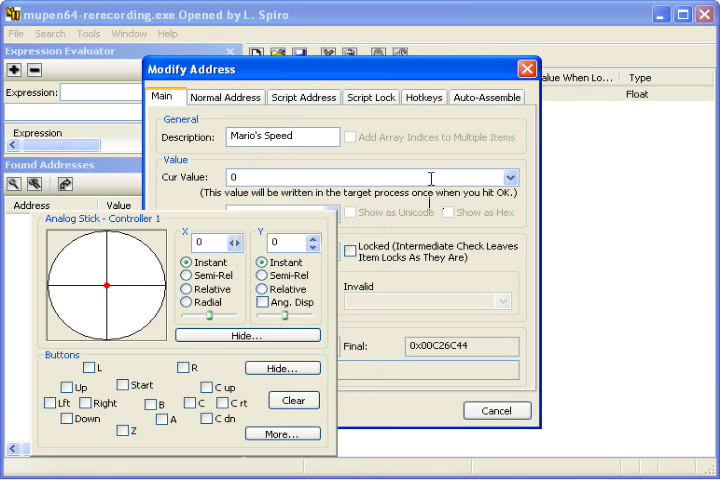 mupen64-rerecording.exe Opened by L. Spiro
File Search Tools Window Help
Expression Evaluator
Expression:
Expression
Found Addresses
Address Value
Value When Lo... Type
Float
Modify Address
Main Normal Address Script Address Script Lock Hotkeys Auto-Assemble
General
Description: Mario's Speed Add Array Indices to Multiple Items
Value
Cur Value: 0
(This value will be written in the target process once when you hit OK.)
Show as Unicode Show as Hex
Locked (Intermediate Check Leaves
Item Locks As They Are)
Invalid
Final: 0x00C26C44
Cancel
Analog Stick - Controller 1
X Y
0 0
Instant Instant
Semi-Rel Semi-Rel
Relative Relative
Radial Ang. Disp
Hide...
Buttons
L R Hide...
Up Start C up
Lft Right B C C rt Clear
Down A C dn
Z More...